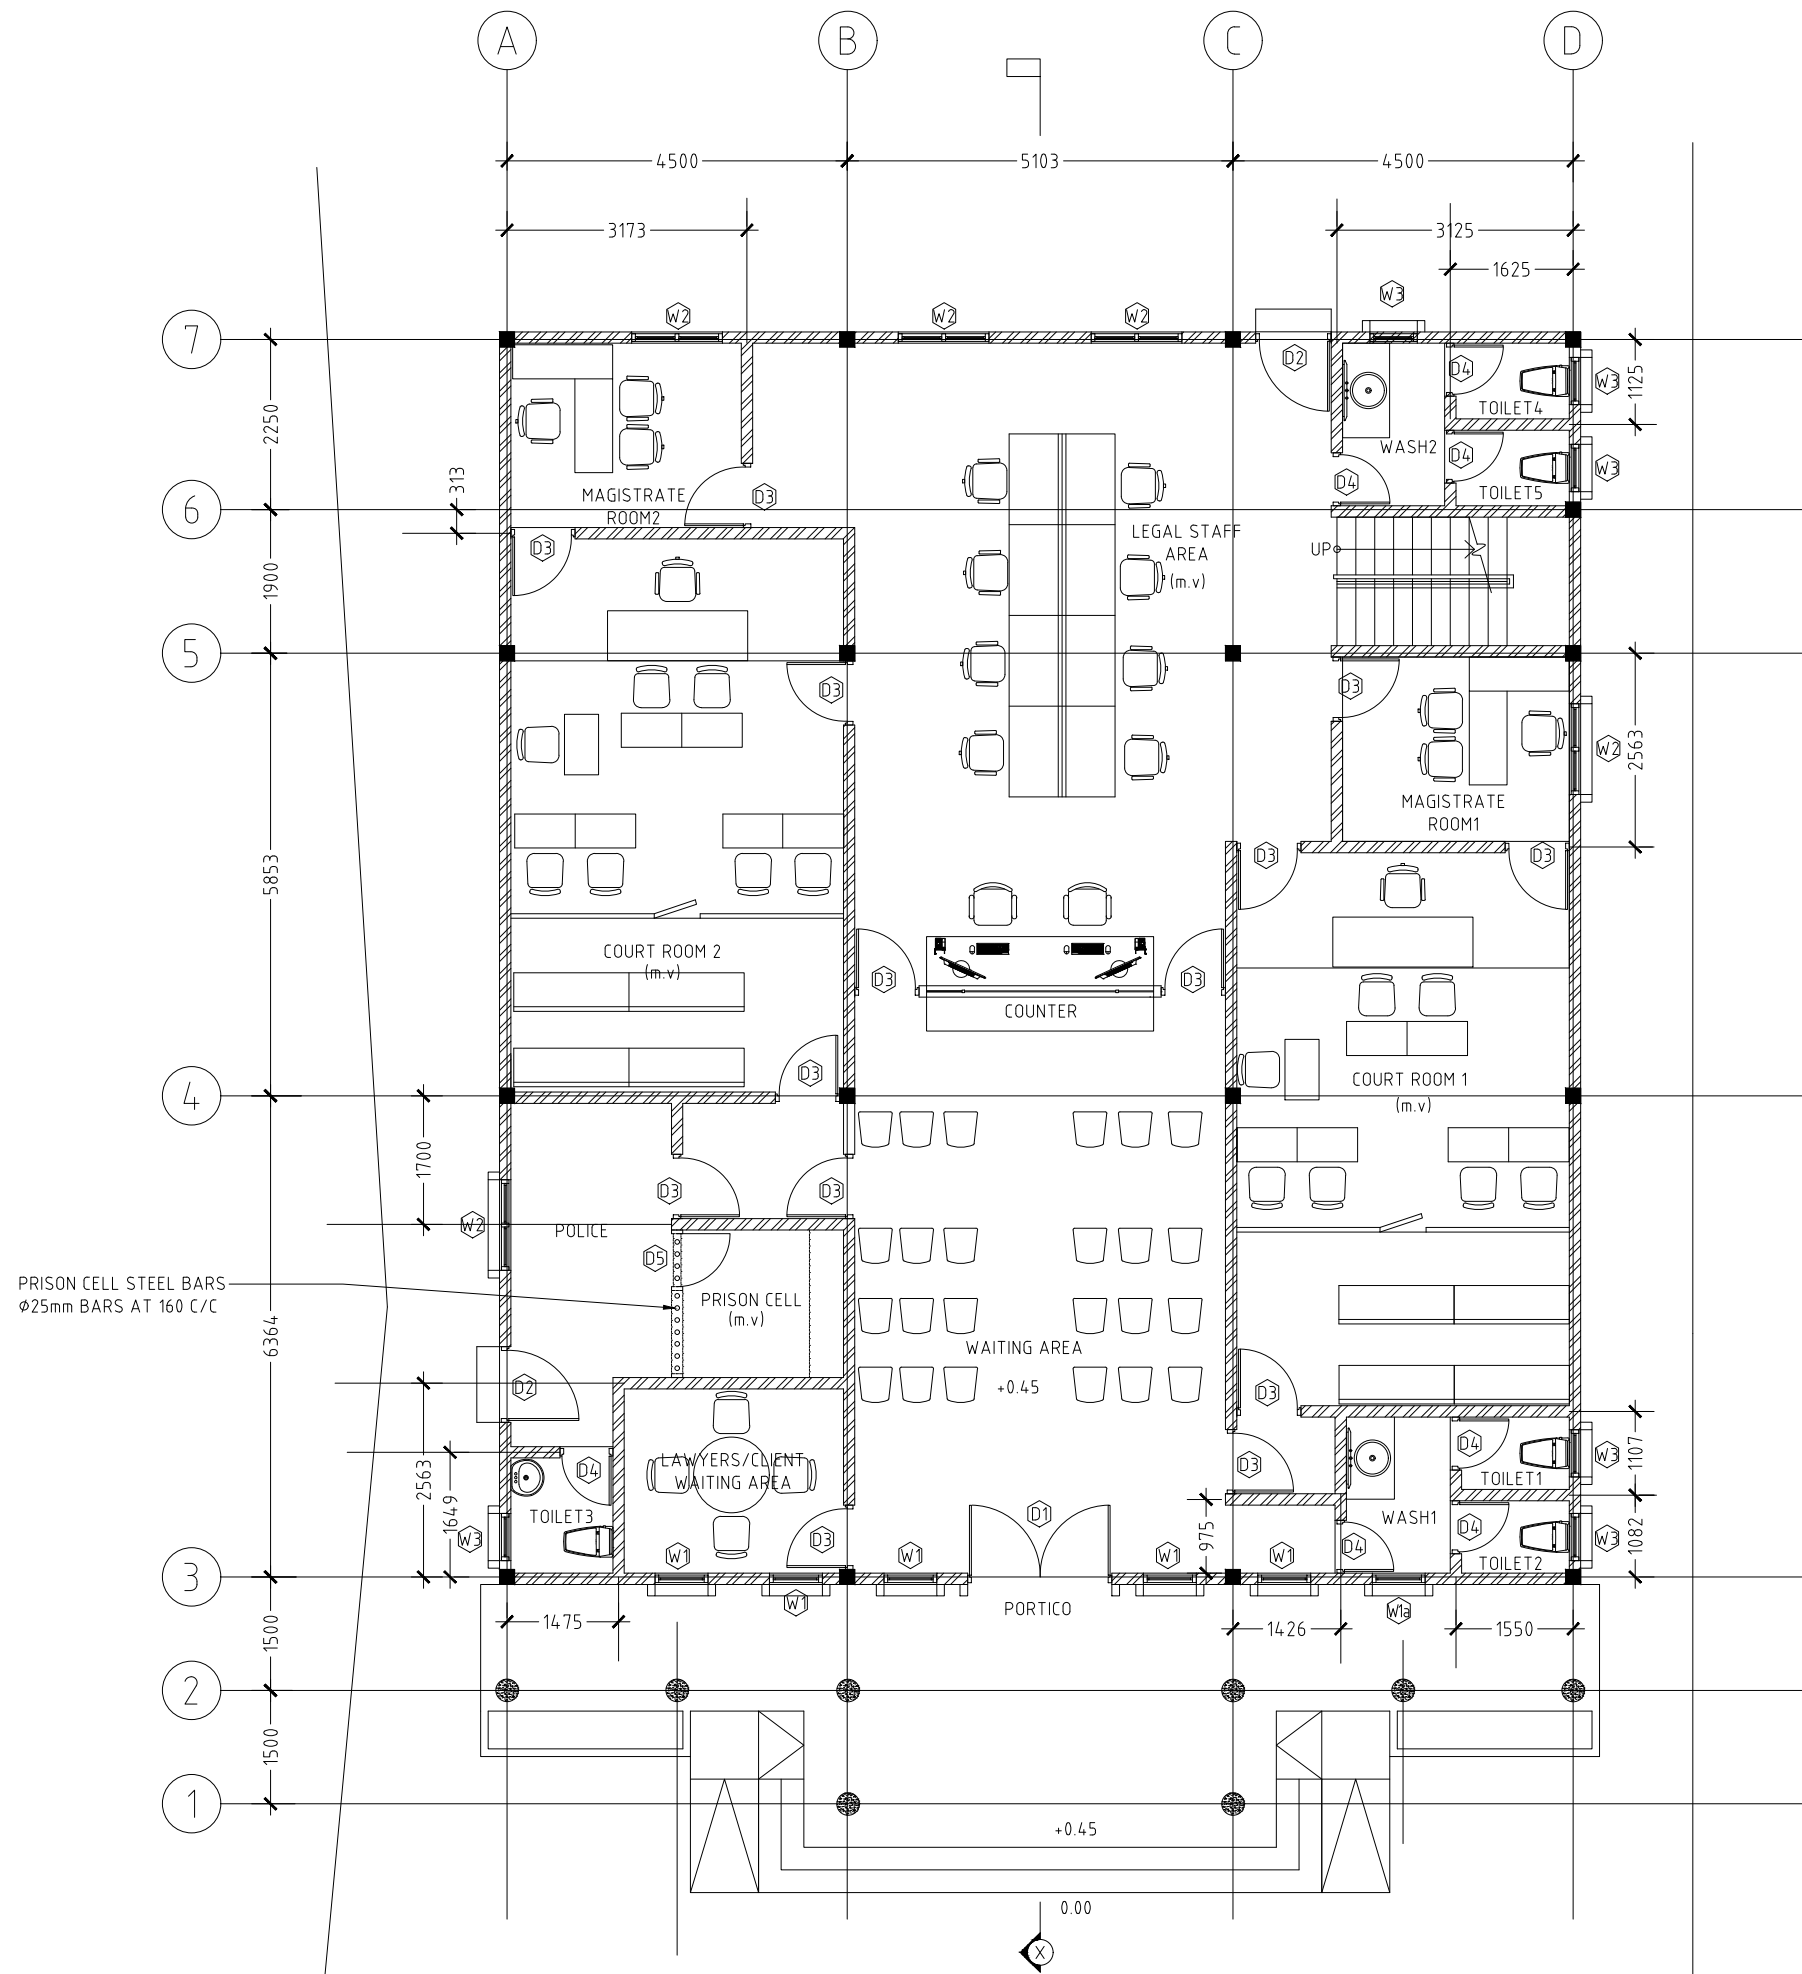 A B C D
4500 5103 4500
3173 3125
1625
W3
W2 W2 W2
7
D2 D4 W3 1125
TOILET4
2250
WASH2
D4 W3
313 D4
MAGISTRATE D3 TOILET5
ROOM2
6
LEGAL STAFF
D3 UP AREA
1900 (m.v)
5
D3 D3
W2 2563
MAGISTRATE
ROOM1
5853 D3 D3
COURT ROOM 2
(m.v) D3 D3
COUNTER
D3 COURT ROOM 1
4 (m.v)
1700
D3 D3
W2 POLICE
D5
PRISON CELL STEEL BARS PRISON CELL
Φ25mm BARS AT 160 C/C (m.v)
6364
WAITING AREA
D2 +0.45 D3
D4 LAWYERS/CLIENT D3 D4 W3 1107
WAITING AREA TOILET1
2563
1649
TOILET3 D1 WASH1
W3 D3 975 D4 W3 1082
W1 W1 W1 W1 D4 TOILET2
3
W1 PORTICO W1a
1475 1426 1550
1500
2
1500
1
+0.45
0.00
X